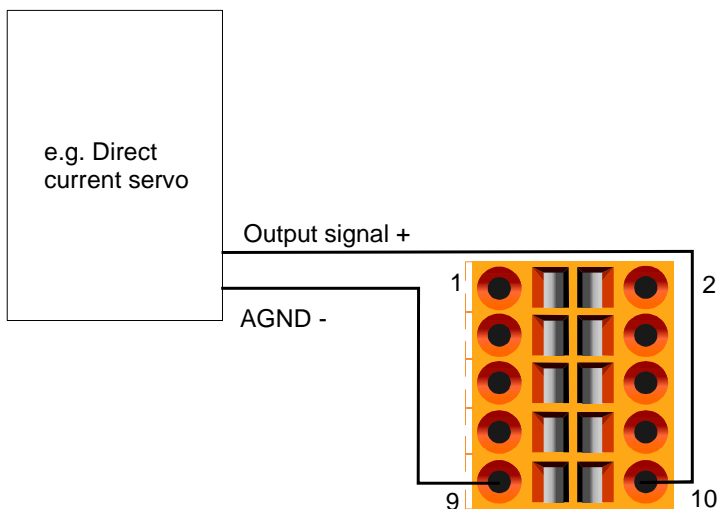 e.g. Direct
current servo
Output signal +
AGND -
1
2
9
10